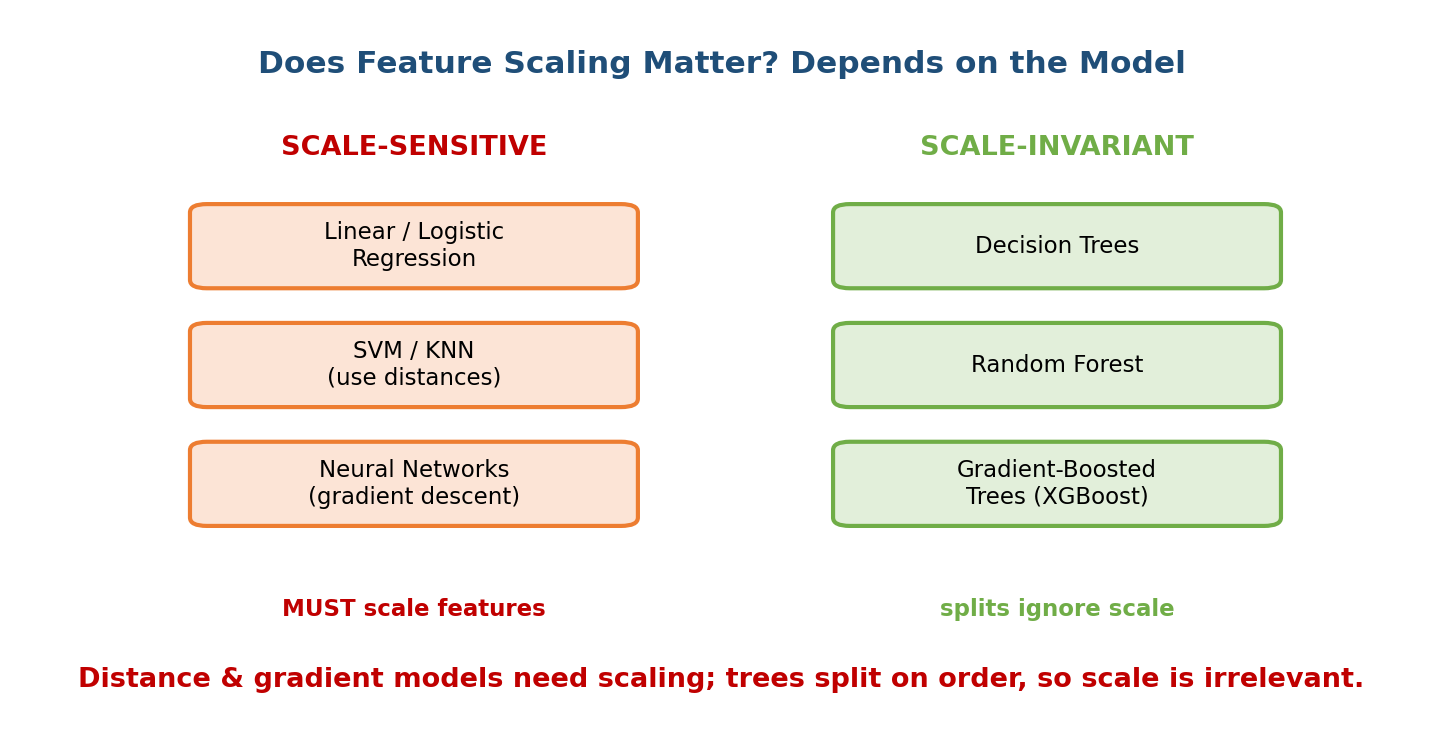 Does Feature Scaling Matter? Depends on the Model
SCALE-SENSITIVE
Linear / Logistic
Regression
SVM / KNN
(use distances)
Neural Networks
(gradient descent)
MUST scale features
SCALE-INVARIANT
Decision Trees
Random Forest
Gradient-Boosted
Trees (XGBoost)
splits ignore scale
Distance & gradient models need scaling; trees split on order, so scale is irrelevant.